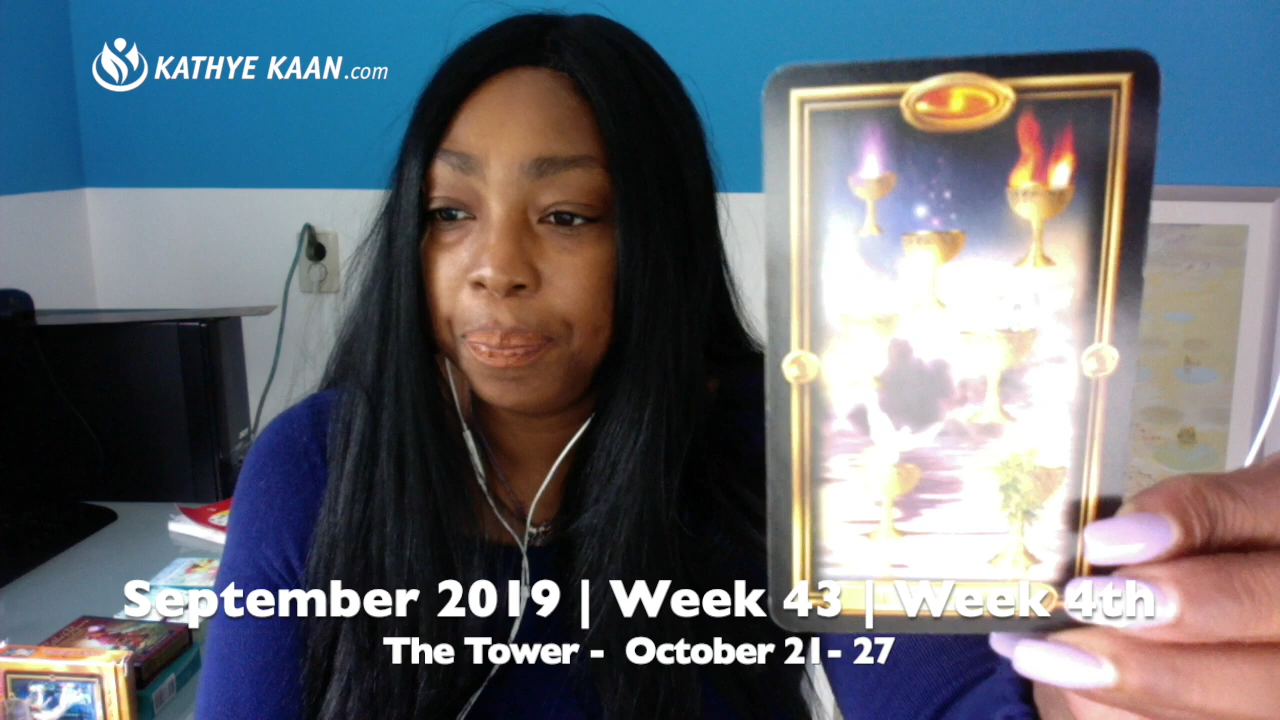 KATHYE KAAN.com
September 2019 | Week 43 | Week 4th
The Tower - October 21- 27